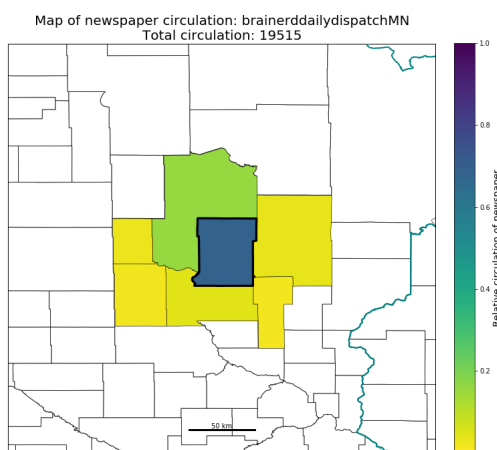 Map of newspaper circulation: brainerddailydispatchMN
Total circulation: 19515
1.0
0.8
0.6
0.4
0.2
Relative circulation of newspaper
50 km